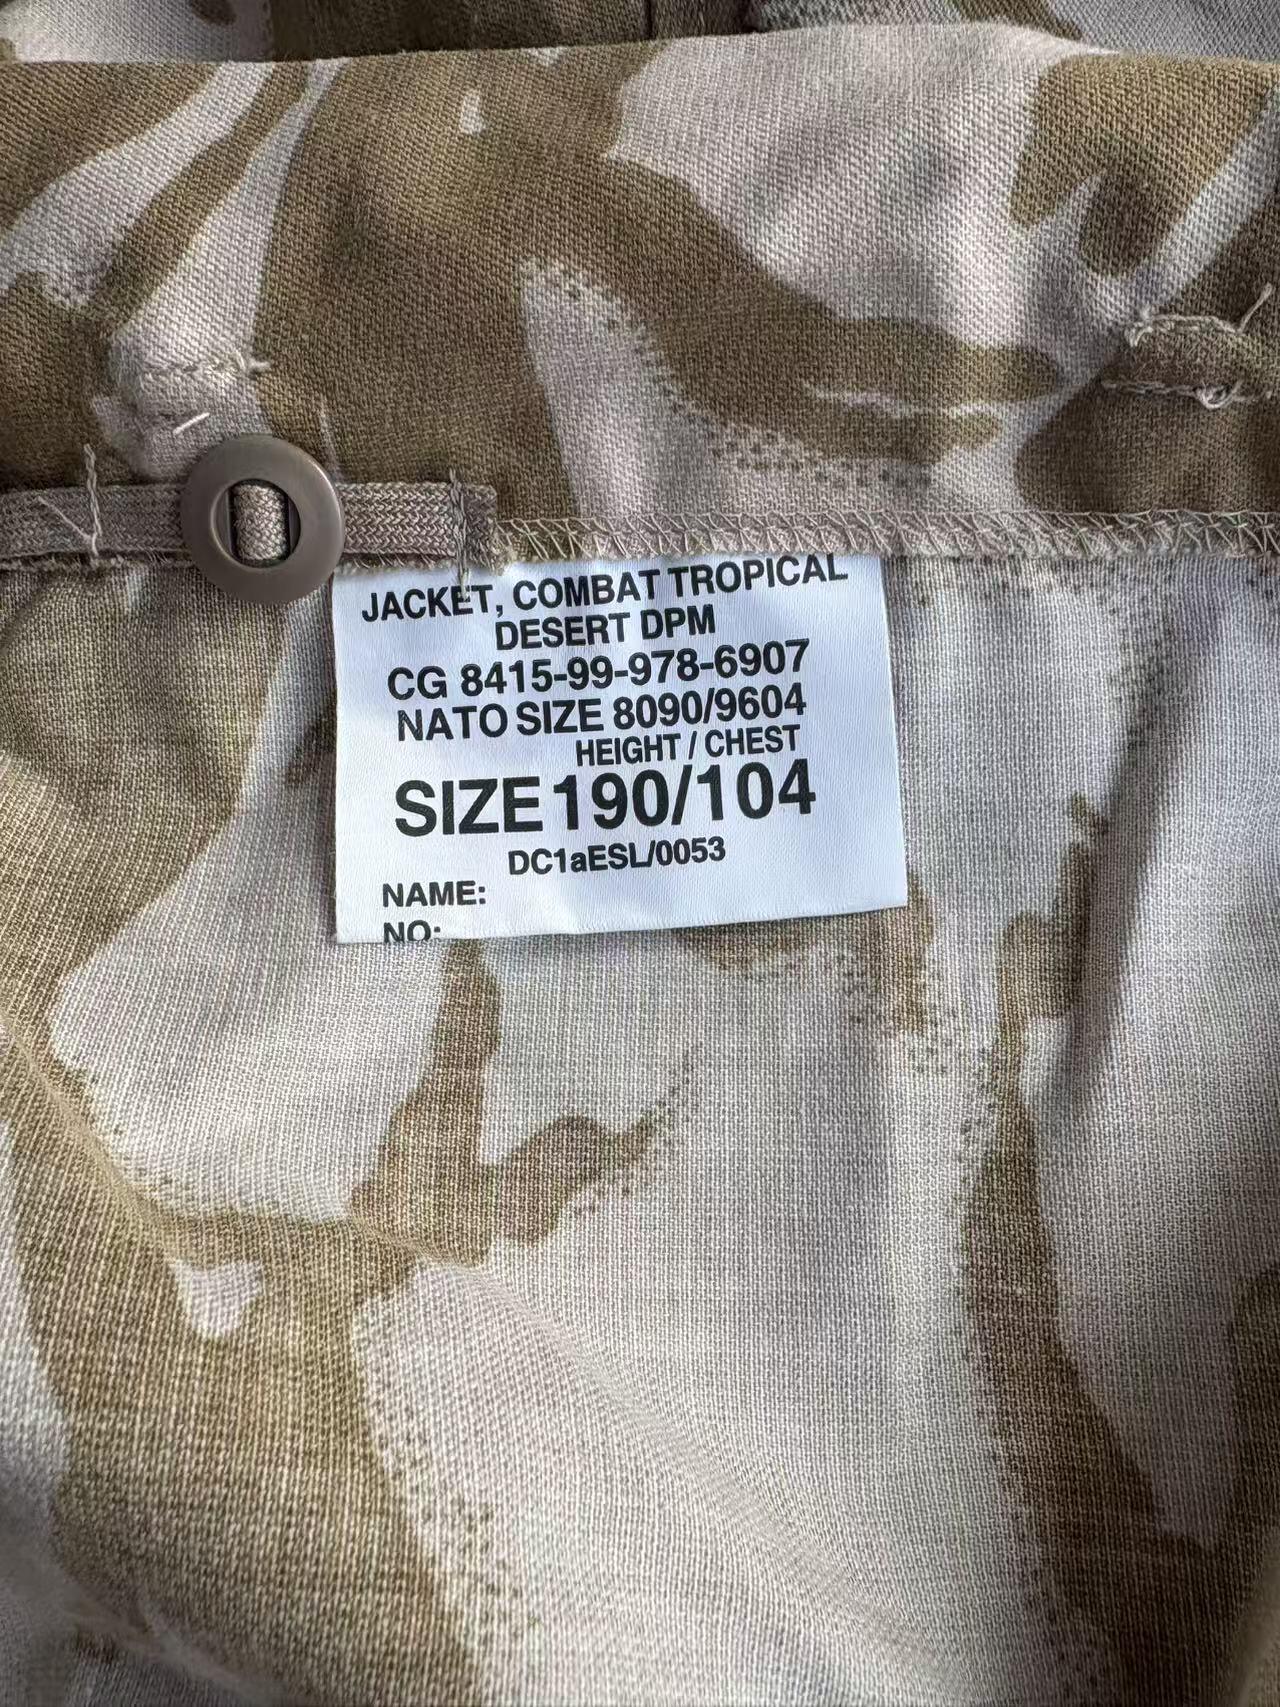 JACKET, COMBAT TROPICAL
DESERT DPM
CG 8415-99-978-6907
NATO SIZE 8090/9604
HEIGHT / CHEST
SIZE 190/104
DC1aESL/0053
NAME:
NO: